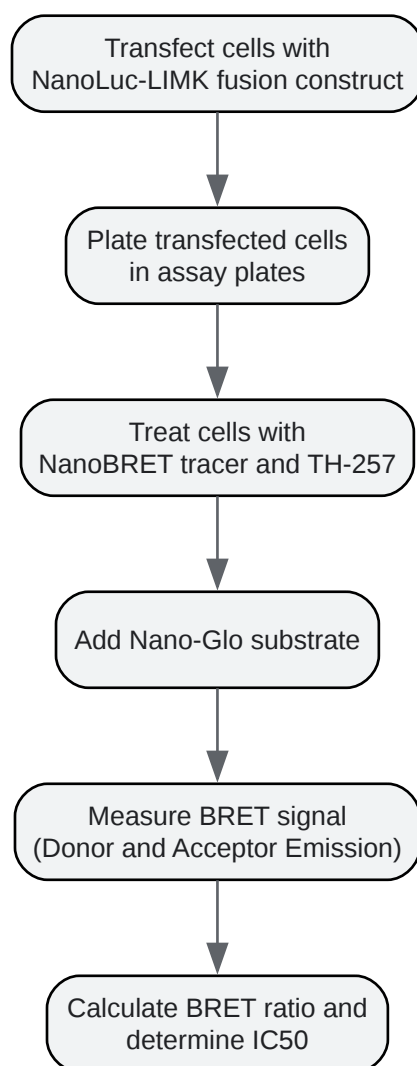 Transfect cells with
NanoLuc-LIMK fusion construct
Plate transfected cells
in assay plates
Treat cells with
NanoBRET tracer and TH-257
Add Nano-Glo substrate
Measure BRET signal
(Donor and Acceptor Emission)
Calculate BRET ratio and
determine IC50